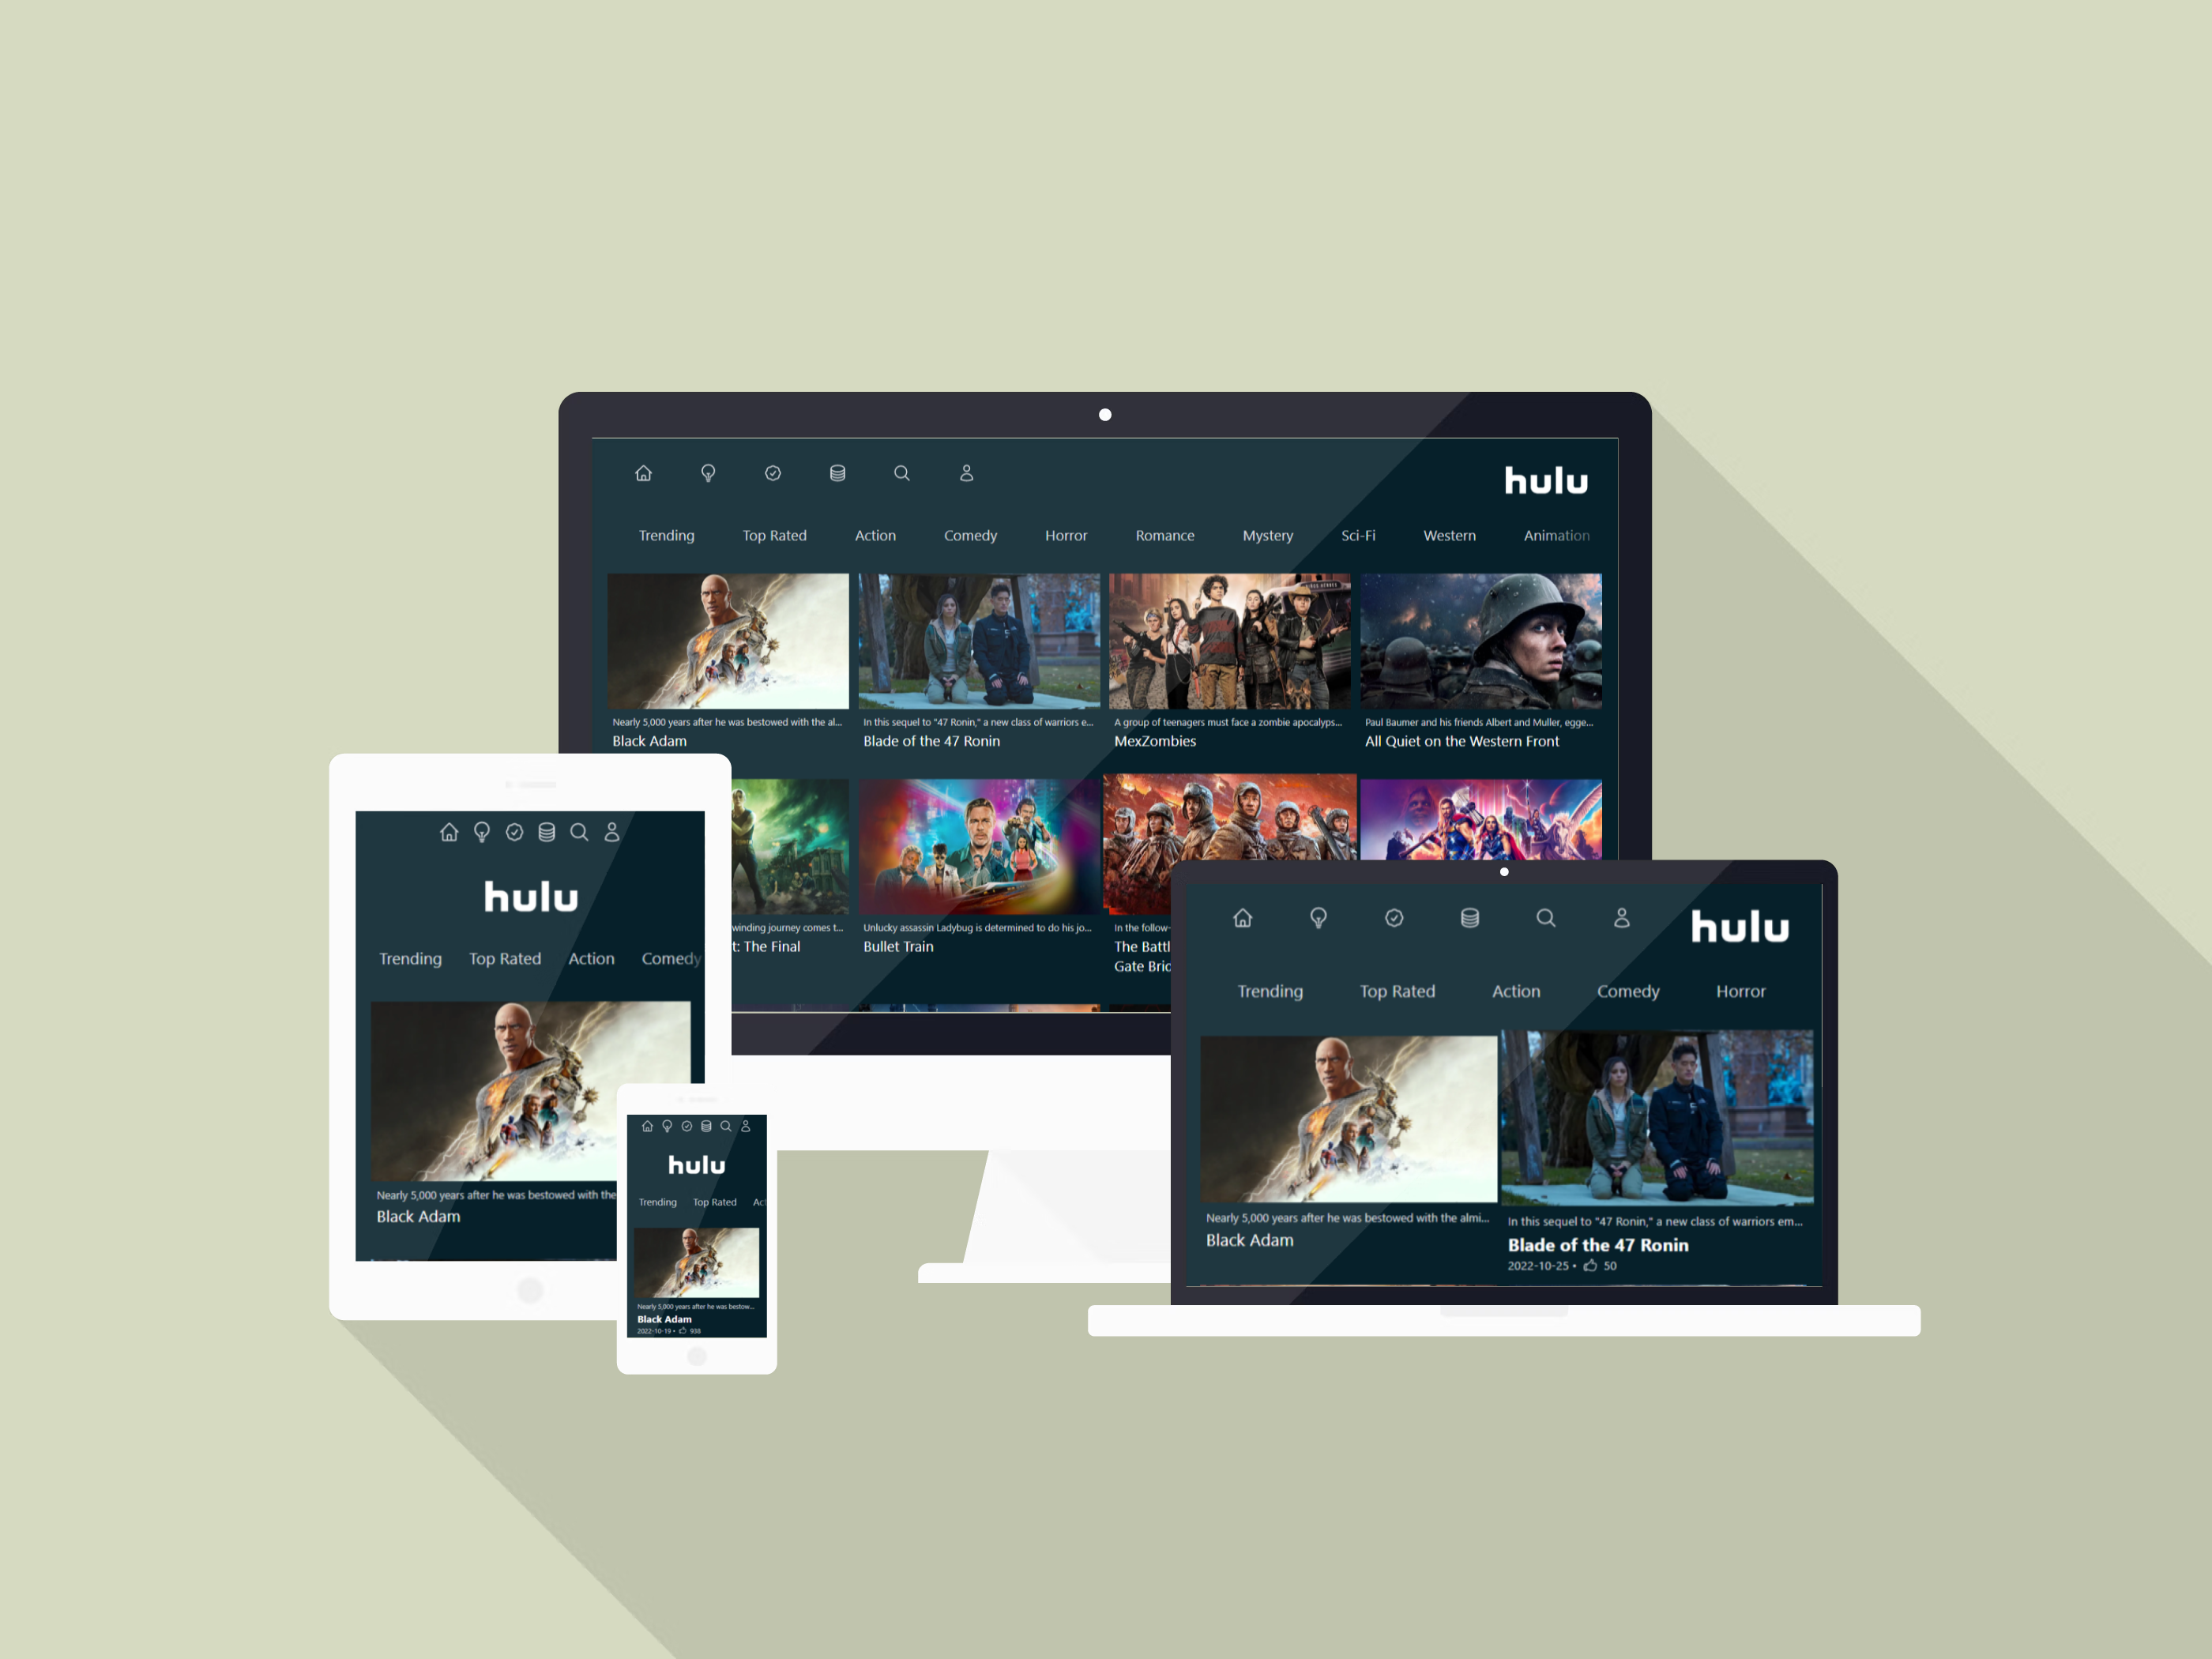 hulu
Trending Top Rated Action Comedy Horror Romance Mystery Sci-Fi Western Animation
Nearly 5,000 years after he was bestowed with the al...
Black Adam
In this sequel to "47 Ronin," a new class of warriors e...
Blade of the 47 Ronin
A group of teenagers must face a zombie apocalyps...
MexZombies
Paul Baumer and his friends Albert and Muller, egge...
All Quiet on the Western Front
winding journey comes t...
t: The Final
Unlucky assassin Ladybug is determined to do his jo...
Bullet Train
In the follow-
The Battl
Gate Bric
hulu
Trending Top Rated Action Comedy
Nearly 5,000 years after he was bestowed with the
Black Adam
hulu
Trending Top Rated Act
Nearly 5,000 years after he was bestow...
Black Adam
2022-10-19 • 938
hulu
Trending Top Rated Action Comedy Horror
Nearly 5,000 years after he was bestowed with the almi...
Black Adam
In this sequel to "47 Ronin," a new class of warriors em...
Blade of the 47 Ronin
2022-10-25 • 50